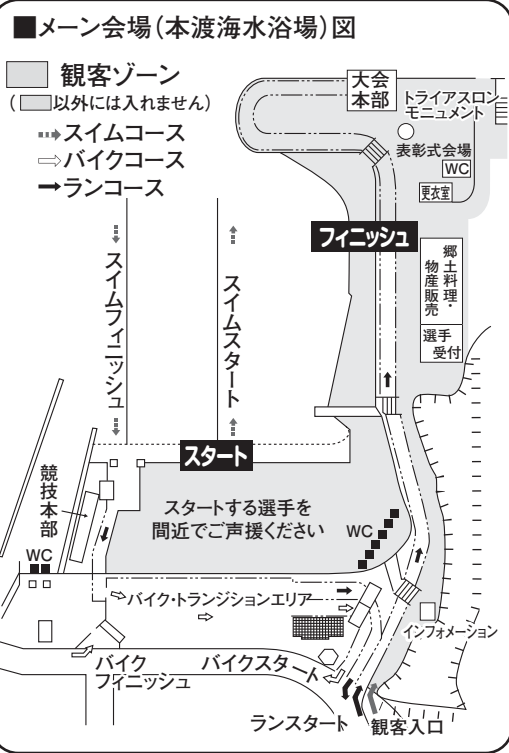 ■メーン会場(本渡海水浴場)図
観客ゾーン
(□以外には入れません)
スイムコース
⇨バイクコース
➡ランコース
大会
本部
トライアスロン
モニュメント
表彰式会場
WC
更衣室
フィニッシュ
郷土料理・
物産販売
選手
受付
スイムフィニッシュ
スイムスタート
スタート
競技本部
スタートする選手を
間近でご声援ください
WC
WC
バイク・トランジションエリア
インフォメーション
バイク
フィニッシュ
バイクスタート
ランスタート
観客入口